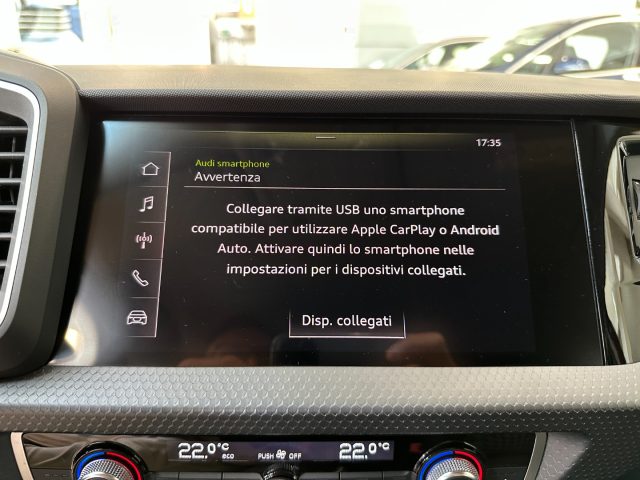 17:35
Audi smartphone
Avvertenza
Collegare tramite USB uno smartphone
compatibile per utilizzare Apple CarPlay o Android
Auto. Attivare quindi lo smartphone nelle
impostazioni per i dispositivi collegati.
Disp. collegati
22.0°C eco PUSH OFF 22.0°C